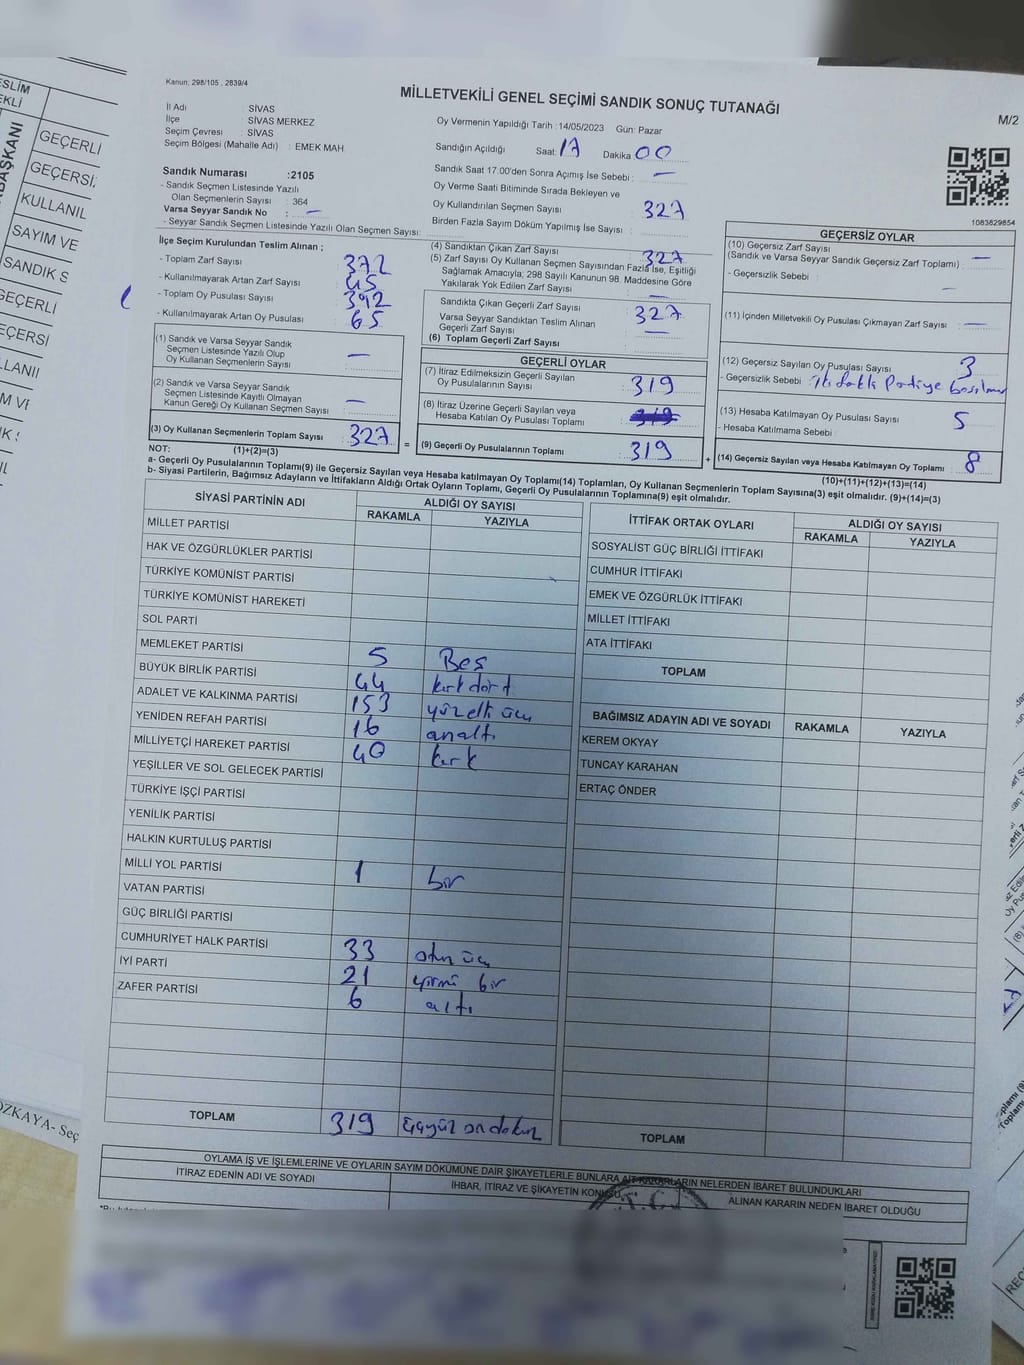 Kanun; 298/105 , 2839/4
MİLLETVEKİLİ GENEL SEÇİMİ SANDIK SONUÇ TUTANAĞI
M/2
İl Adı : SİVAS
İlçe : SİVAS MERKEZ
Seçim Çevresi : SİVAS
Seçim Bölgesi (Mahalle Adı) : EMEK MAH.
Oy Vermenin Yapıldığı Tarih :14/05/2023 Gün: Pazar
Sandığın Açıldığı Saat: 17 Dakika 00
Sandık Numarası :2105
- Sandık Seçmen Listesinde Yazılı
Olan Seçmenlerin Sayısı : 364
Varsa Seyyar Sandık No : —
- Seyyar Sandık Seçmen Listesinde Yazılı Olan Seçmen Sayısı:
Sandık Saat 17.00'den Sonra Açımış İse Sebebi : —
Oy Verme Saati Bitiminde Sırada Bekleyen ve
Oy Kullandırılan Seçmen Sayısı 327
Birden Fazla Sayım Döküm Yapılmış İse Sayısı :
1083829854
İlçe Seçim Kurulundan Teslim Alınan ;
- Toplam Zarf Sayısı 372
- Kullanılmayarak Artan Zarf Sayısı 45
- Toplam Oy Pusulası Sayısı 392
- Kullanılmayarak Artan Oy Pusulası 65
(1) Sandık ve Varsa Seyyar Sandık
Seçmen Listesinde Yazılı Olup
Oy Kullanan Seçmenlerin Sayısı : —
(2) Sandık ve Varsa Seyyar Sandık
Seçmen Listesinde Kayıtlı Olmayan
Kanun Gereği Oy Kullanan Seçmen Sayısı : —
(3) Oy Kullanan Seçmenlerin Toplam Sayısı : 327
(1)+(2)=(3)
(4) Sandıktan Çıkan Zarf Sayısı : 327
(5) Zarf Sayısı Oy Kullanan Seçmen Sayısından Fazla İse, Eşitliği
Sağlamak Amacıyla; 298 Sayılı Kanunun 98. Maddesine Göre
Yakılarak Yok Edilen Zarf Sayısı : —
Sandıkta Çıkan Geçerli Zarf Sayısı : 327
Varsa Seyyar Sandıktan Teslim Alınan
Geçerli Zarf Sayısı : —
(6) Toplam Geçerli Zarf Sayısı :
GEÇERLİ OYLAR
(7) İtiraz Edilmeksizin Geçerli Sayılan
Oy Pusulalarının Sayısı : 319
(8) İtiraz Üzerine Geçerli Sayılan veya
Hesaba Katılan Oy Pusulası Toplamı :
= (9) Geçerli Oy Pusulalarının Toplamı : 319
GEÇERSİZ OYLAR
(10) Geçersiz Zarf Sayısı
(Sandık ve Varsa Seyyar Sandık Geçersiz Zarf Toplamı) : —
- Geçersizlik Sebebi : —
(11) İçinden Milletvekili Oy Pusulası Çıkmayan Zarf Sayısı : —
(12) Geçersiz Sayılan Oy Pusulası Sayısı : 3
- Geçersizlik Sebebi : İttifaklı Partiye
(13) Hesaba Katılmayan Oy Pusulası Sayısı : 5
- Hesaba Katılmama Sebebi :
+ (14) Geçersiz Sayılan veya Hesaba Katılmayan Oy Toplamı : 8
(10)+(11)+(12)+(13)=(14)
NOT:
a- Geçerli Oy Pusulalarının Toplamı(9) ile Geçersiz Sayılan veya Hesaba katılmayan Oy Toplamı(14) Toplamları, Oy Kullanan Seçmenlerin Toplam Sayısına(3) eşit olmalıdır. (9)+(14)=(3)
b- Siyasi Partilerin, Bağımsız Adayların ve İttifakların Aldığı Ortak Oyların Toplamı, Geçerli Oy Pusulalarının Toplamına(9) eşit olmalıdır.
SİYASİ PARTİNİN ADI ALDIĞI OY SAYISI
RAKAMLA YAZIYLA
MİLLET PARTİSİ
HAK VE ÖZGÜRLÜKLER PARTİSİ
TÜRKİYE KOMÜNİST PARTİSİ
TÜRKİYE KOMÜNİST HAREKETİ
SOL PARTİ
MEMLEKET PARTİSİ 5 Beş
BÜYÜK BİRLİK PARTİSİ 44 kırk dört
ADALET VE KALKINMA PARTİSİ 153 yüzelli üç
YENİDEN REFAH PARTİSİ 16 onaltı
MİLLİYETÇİ HAREKET PARTİSİ 40 kırk
YEŞİLLER VE SOL GELECEK PARTİSİ
TÜRKİYE İŞÇİ PARTİSİ
YENİLİK PARTİSİ
HALKIN KURTULUŞ PARTİSİ
MİLLİ YOL PARTİSİ 1 bir
VATAN PARTİSİ
GÜÇ BİRLİĞİ PARTİSİ
CUMHURİYET HALK PARTİSİ 33 otuz üç
İYİ PARTİ 21 yirmi bir
ZAFER PARTİSİ 6 altı
TOPLAM 319 üçyüz on dokuz
İTTİFAK ORTAK OYLARI ALDIĞI OY SAYISI
RAKAMLA YAZIYLA
SOSYALİST GÜÇ BİRLİĞİ İTTİFAKI
CUMHUR İTTİFAKI
EMEK VE ÖZGÜRLÜK İTTİFAKI
MİLLET İTTİFAKI
ATA İTTİFAKI
TOPLAM
BAĞIMSIZ ADAYIN ADI VE SOYADI RAKAMLA YAZIYLA
KEREM OKYAY
TUNCAY KARAHAN
ERTAÇ ÖNDER
TOPLAM
OYLAMA İŞ VE İŞLEMLERİNE VE OYLARIN SAYIM DÖKÜMÜNE DAİR ŞİKAYETLERLE BUNLARA AİT KARARLARIN NELERDEN İBARET BULUNDUKLARI
İTİRAZ EDENİN ADI VE SOYADI İHBAR, İTİRAZ VE ŞİKAYETİN KONUSU ALINAN KARARIN NEDEN İBARET OLDUĞU
T.C.
BAŞKANI
GEÇERLİ
GEÇERSİ
KULLANIL
SAYIM VE
SANDIK S
ÖZKAYA- Seç